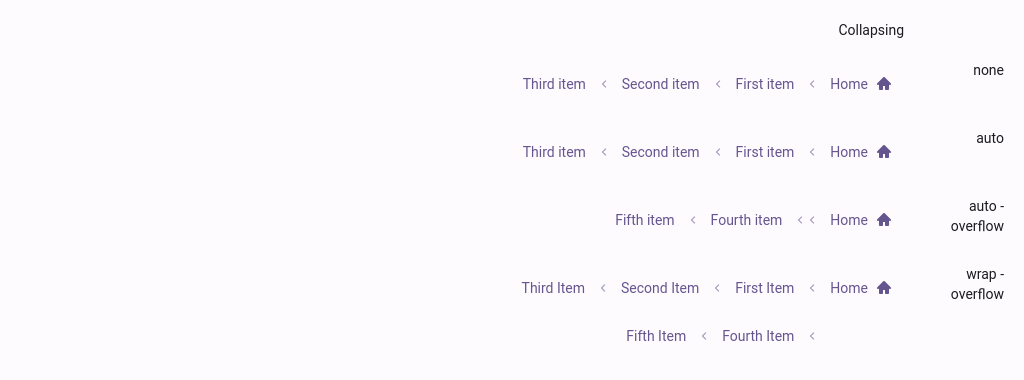 Collapsing
none
Third item ‹ Second item ‹ First item ‹ Home
auto
Third item ‹ Second item ‹ First item ‹ Home
auto -
overflow
Fifth item ‹ Fourth item ‹ ‹ Home
wrap -
overflow
Third Item ‹ Second Item ‹ First Item ‹ Home
Fifth Item ‹ Fourth Item ‹